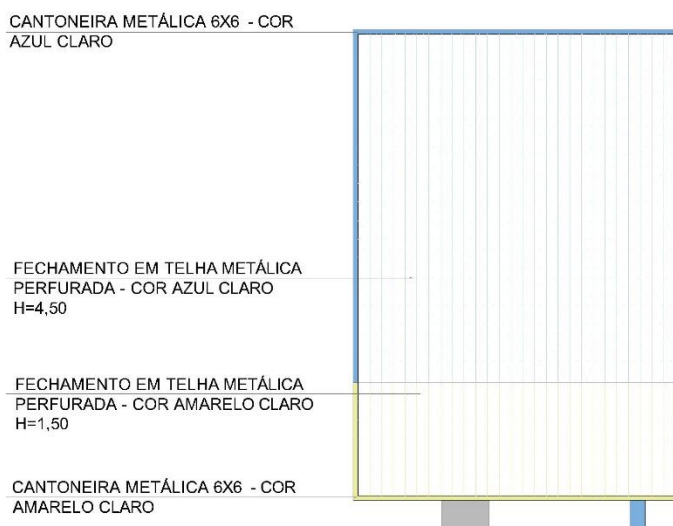 CANTONEIRA METÁLICA 6X6 - COR
AZUL CLARO
FECHAMENTO EM TELHA METÁLICA
PERFURADA - COR AZUL CLARO
H=4,50
FECHAMENTO EM TELHA METÁLICA
PERFURADA - COR AMARELO CLARO
H=1,50
CANTONEIRA METÁLICA 6X6 - COR
AMARELO CLARO